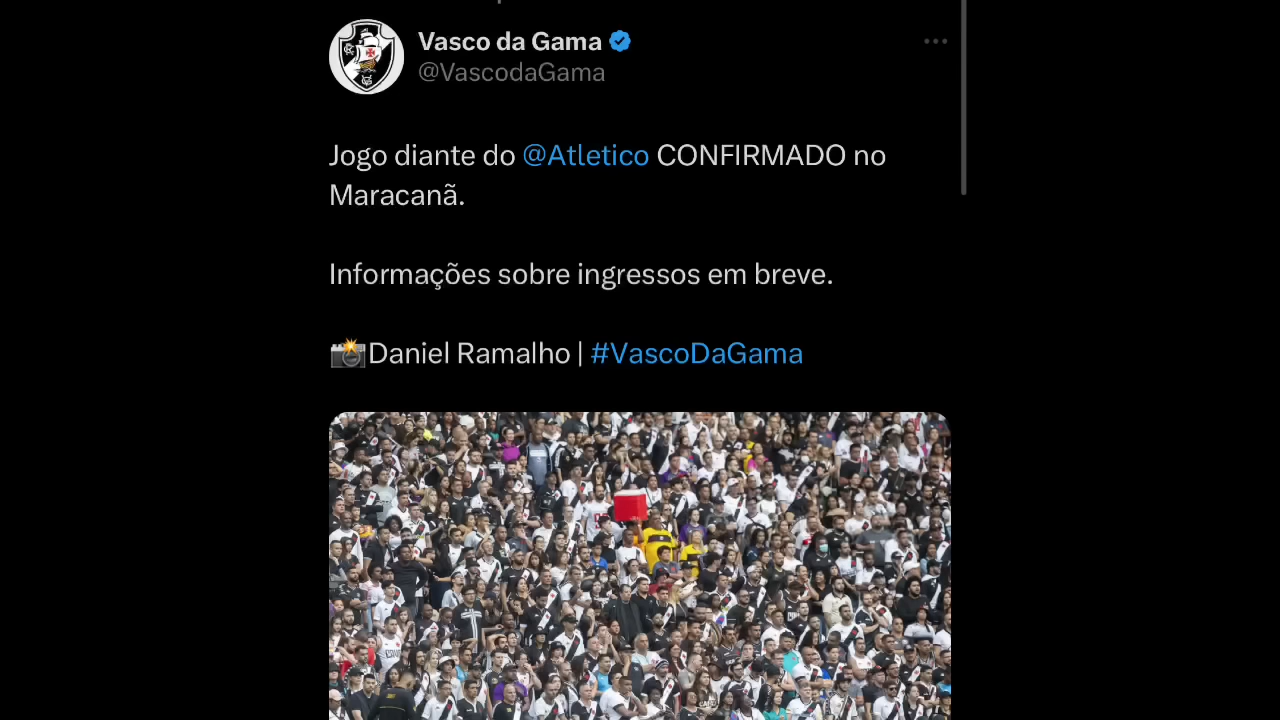 Vasco da Gama
@VascodaGama
Jogo diante do @Atletico CONFIRMADO no
Maracanã.
Informações sobre ingressos em breve.
📸Daniel Ramalho | #VascoDaGama